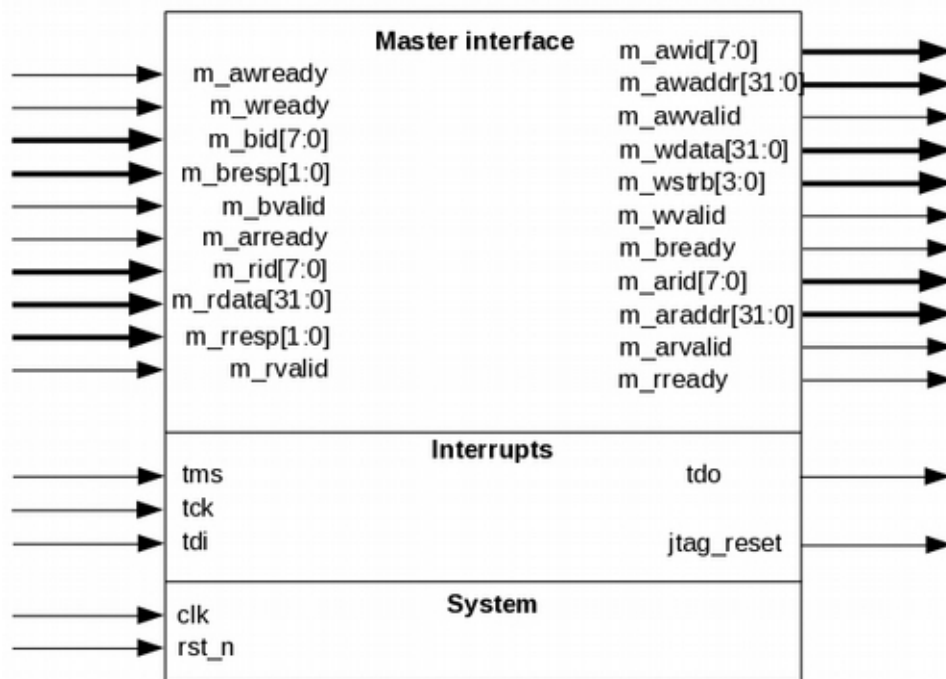 Master interface
m_awready
m_wready
m_bid[7:0]
m_bresp[1:0]
m_bvalid
m_arready
m_rid[7:0]
m_rdata[31:0]
m_rresp[1:0]
m_rvalid
m_awid[7:0]
m_awaddr[31:0]
m_awvalid
m_wdata[31:0]
m_wstrb[3:0]
m_wvalid
m_bready
m_arid[7:0]
m_araddr[31:0]
m_arvalid
m_rready
Interrupts
tms
tck
tdi
tdo
jtag_reset
System
clk
rst_n